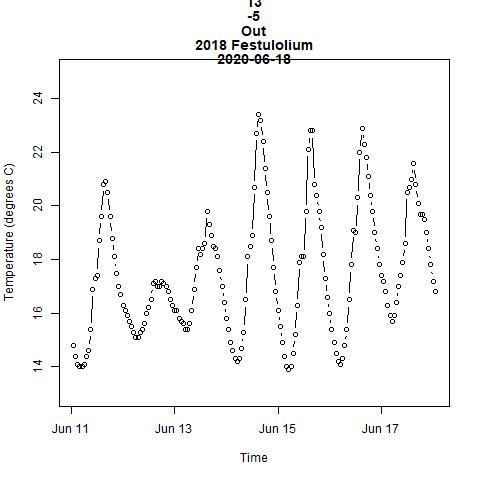 13
-5
Out
2018 Festulolium
2020-06-18
Temperature (degrees C)
24
22
20
18
16
14
Jun 11
Jun 13
Jun 15
Jun 17
Time